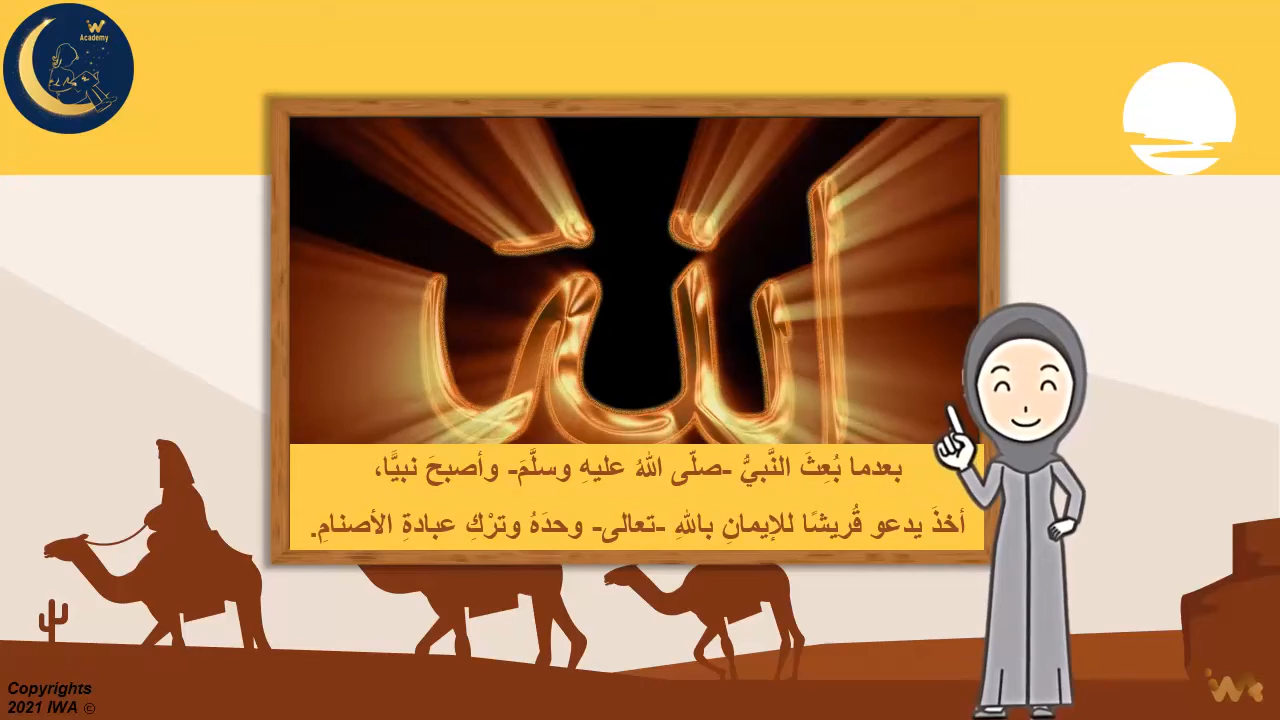 iw
Academy
الله
بعدما بُعِثَ النَّبيُّ -صلّى اللهُ عليهِ وسلَّمَ- وأصبحَ نبيًّا،
أخذَ يدعو قُريشًا للإيمانِ باللهِ -تعالى- وحدَهُ وترْكِ عبادةِ الأصنامِ.
Copyrights
2021 IWA ©